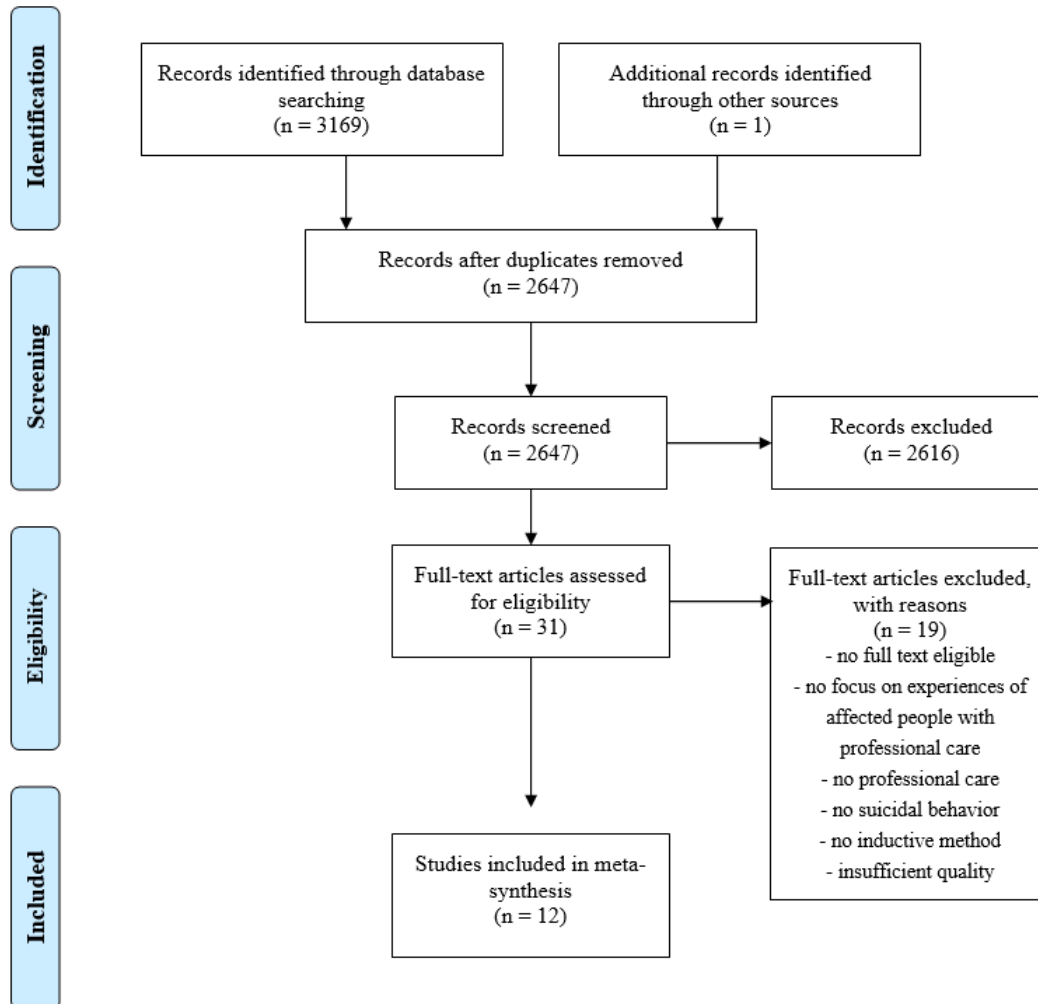 Identification
Records identified through database
searching
(n = 3169)
Additional records identified
through other sources
(n = 1)
Records after duplicates removed
(n = 2647)
Screening
Records screened
(n = 2647)
Records excluded
(n = 2616)
Eligibility
Full-text articles assessed
for eligibility
(n = 31)
Full-text articles excluded,
with reasons
(n = 19)
- no full text eligible
- no focus on experiences of
affected people with
professional care
- no professional care
- no suicidal behavior
- no inductive method
- insufficient quality
Included
Studies included in meta-
synthesis
(n = 12)